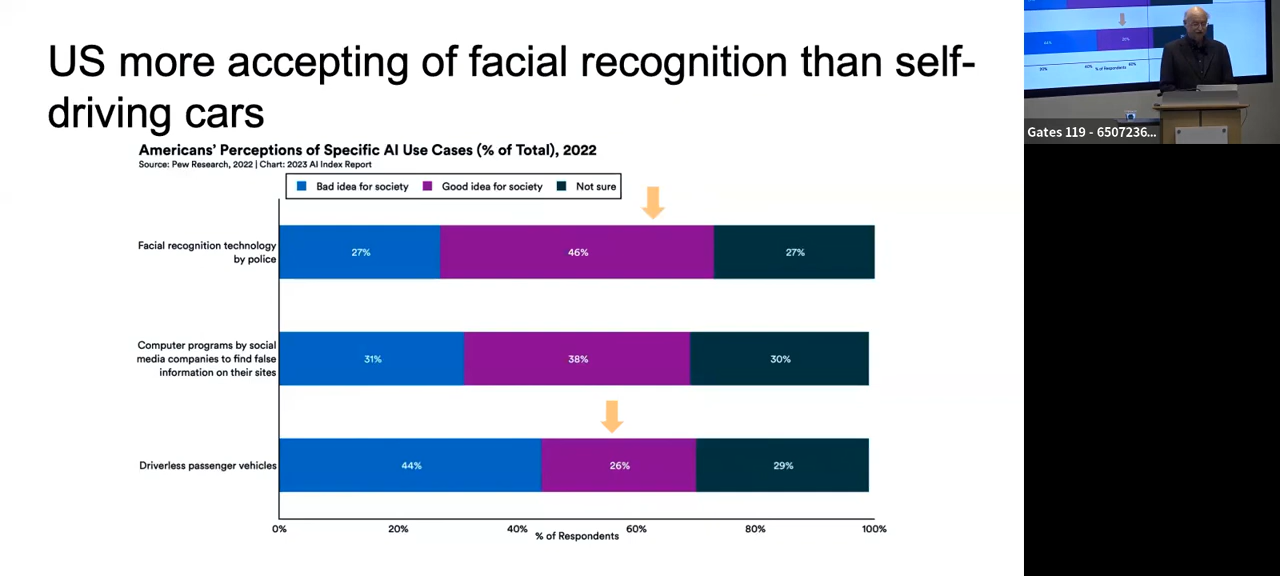 US more accepting of facial recognition than self-
driving cars
Americans' Perceptions of Specific AI Use Cases (% of Total), 2022
Source: Pew Research, 2022 | Chart: 2023 AI Index Report
Bad idea for society Good idea for society Not sure
Facial recognition technology
by police
27% 46% 27%
Computer programs by social
media companies to find false
information on their sites
31% 38% 30%
Driverless passenger vehicles
44% 26% 29%
0% 20% 40% 60% 80% 100%
% of Respondents
% of Respondents
Gates 119 - 6507236...